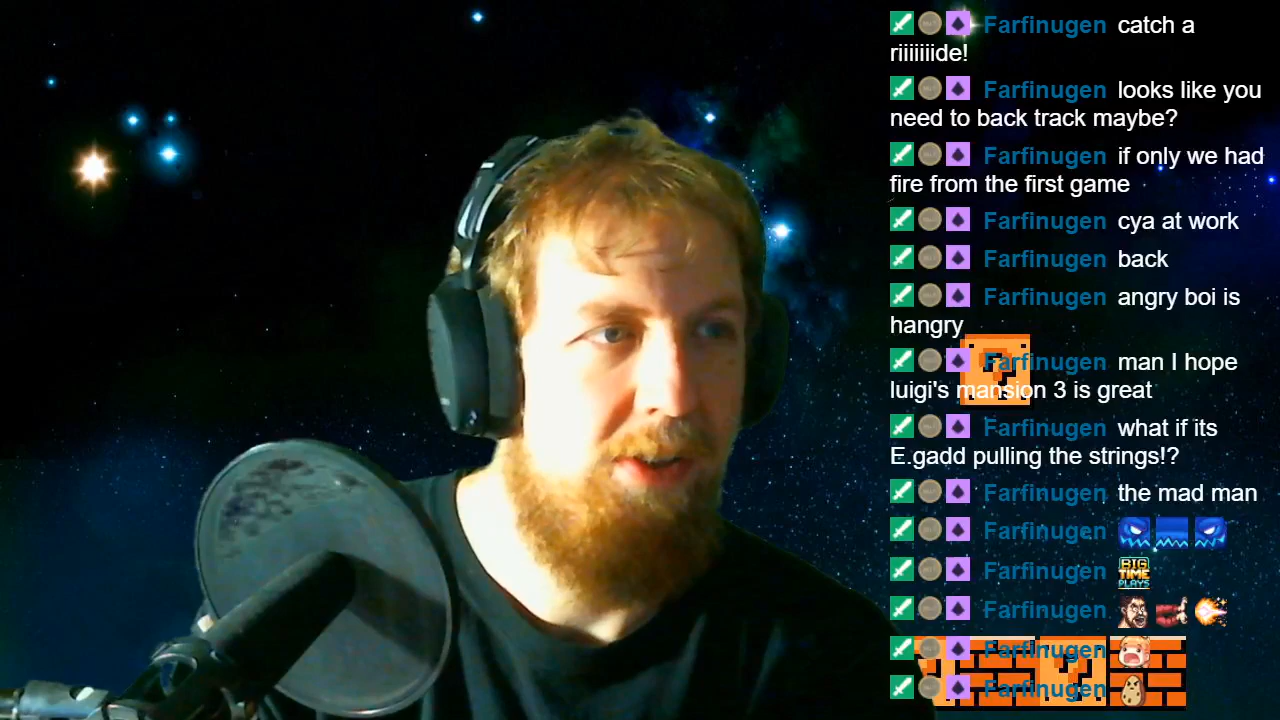 Farfinugen catch a
riiiiiiide!
Farfinugen looks like you
need to back track maybe?
Farfinugen if only we had
fire from the first game
Farfinugen cya at work
Farfinugen back
Farfinugen angry boi is
hangry
Farfinugen man I hope
luigi's mansion 3 is great
Farfinugen what if its
E.gadd pulling the strings!?
Farfinugen the mad man
Farfinugen
Farfinugen BIG
TIME
PLAYS
Farfinugen
Farfinugen
Farfinugen